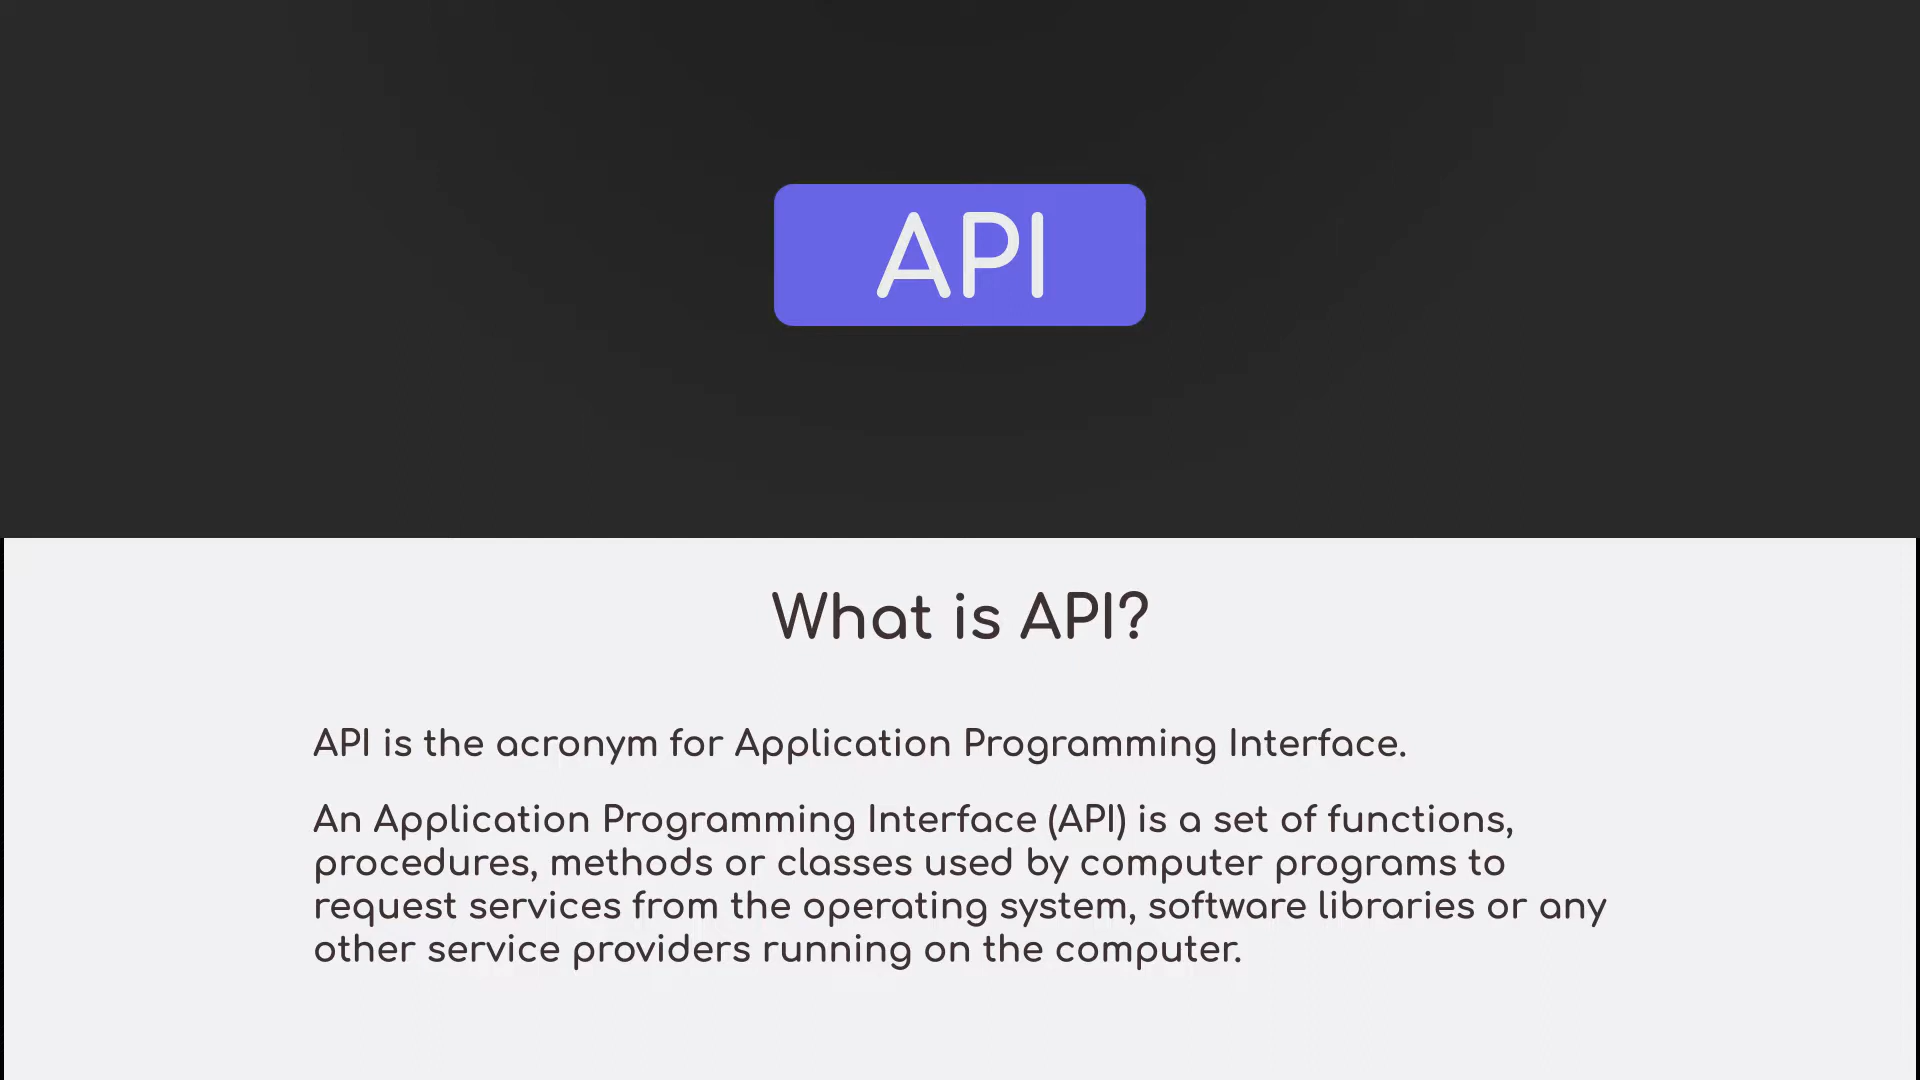 API
What is API?
API is the acronym for Application Programming Interface.
An Application Programming Interface (API) is a set of functions,
procedures, methods or classes used by computer programs to
request services from the operating system, software libraries or any
other service providers running on the computer.